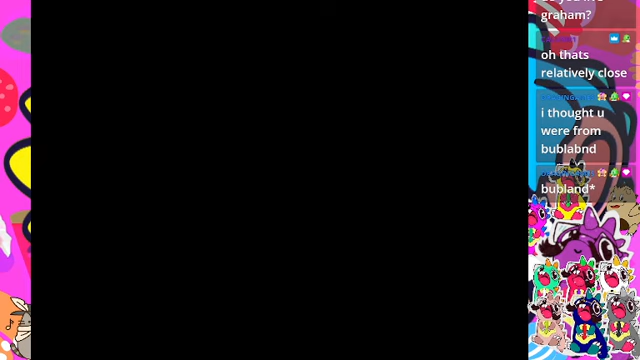 graham?
oh thats
relatively close
i thought u
were from
bublabnd
bubland*